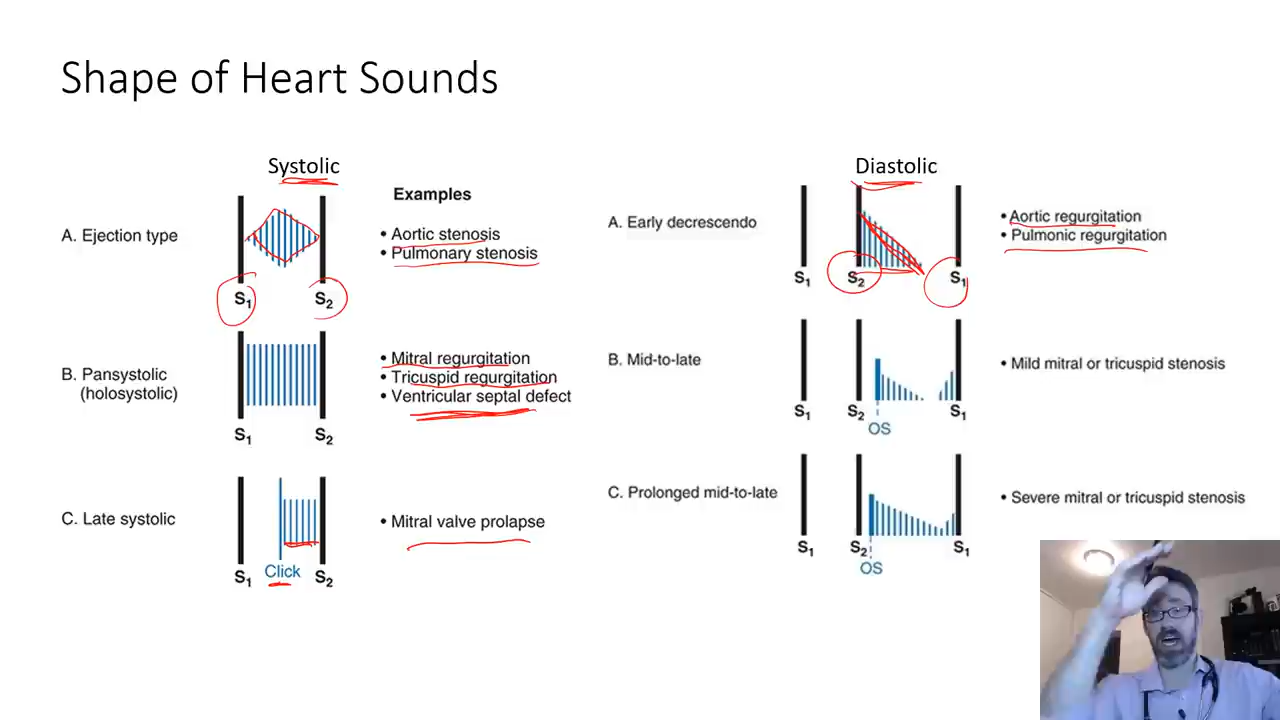 Shape of Heart Sounds
Systolic
Examples
A. Ejection type
• Aortic stenosis
• Pulmonary stenosis
S1
S2
B. Pansystolic
(holosystolic)
• Mitral regurgitation
• Tricuspid regurgitation
• Ventricular septal defect
S1
S2
C. Late systolic
• Mitral valve prolapse
Click
S1
S2
Diastolic
A. Early decrescendo
• Aortic regurgitation
• Pulmonic regurgitation
S1
S2
S1
B. Mid-to-late
• Mild mitral or tricuspid stenosis
S1
S2
S1
OS
C. Prolonged mid-to-late
• Severe mitral or tricuspid stenosis
S1
S2
S1
OS